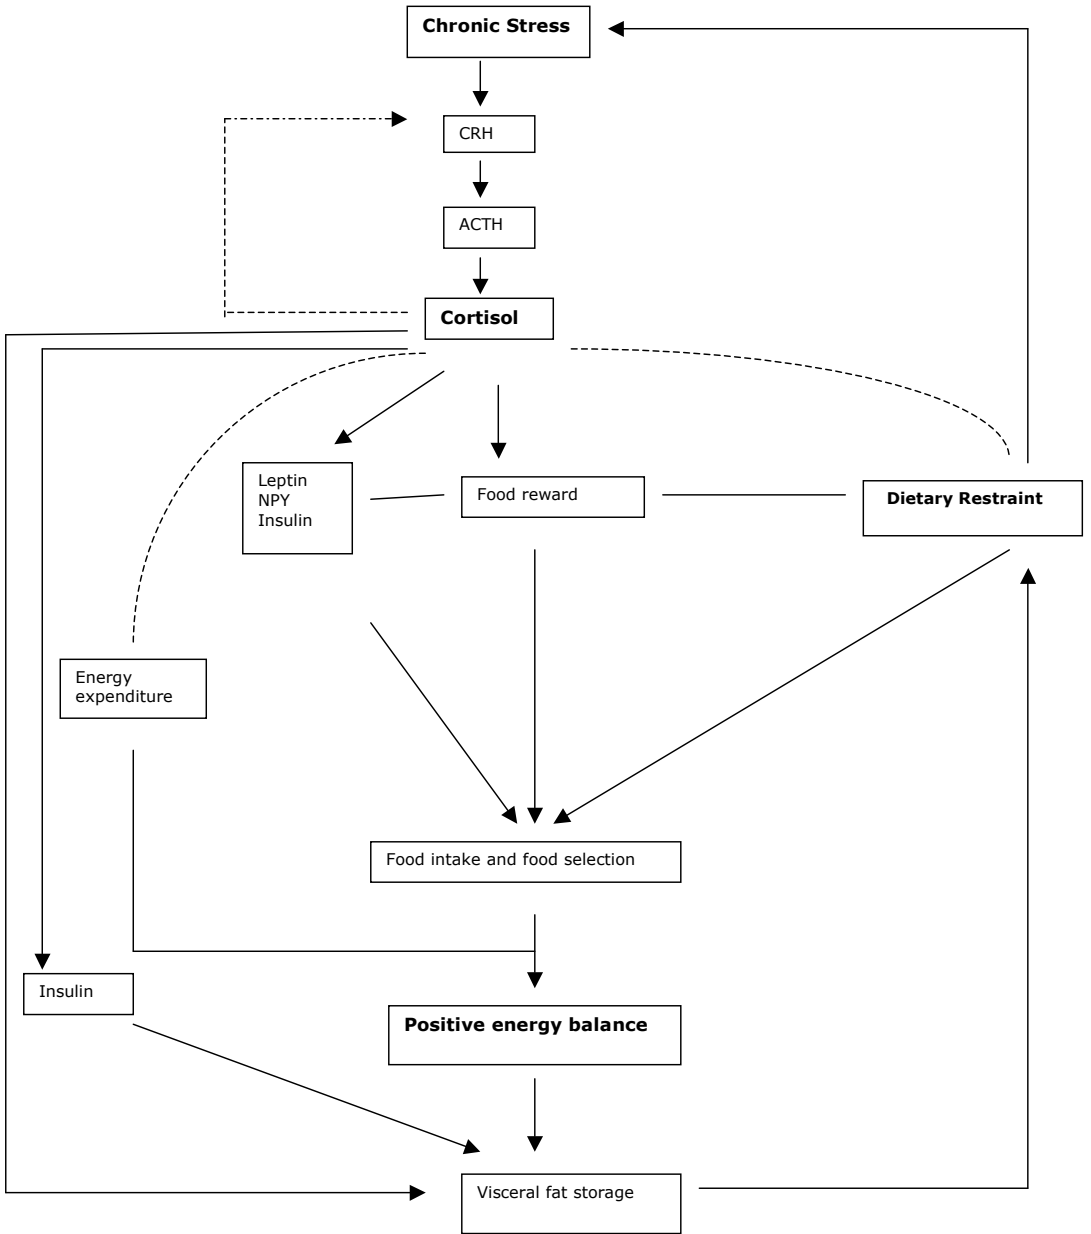 Chronic Stress
CRH
ACTH
Cortisol
Leptin
NPY
Insulin
Food reward
Dietary Restraint
Energy
expenditure
Food intake and food selection
Insulin
Positive energy balance
Visceral fat storage